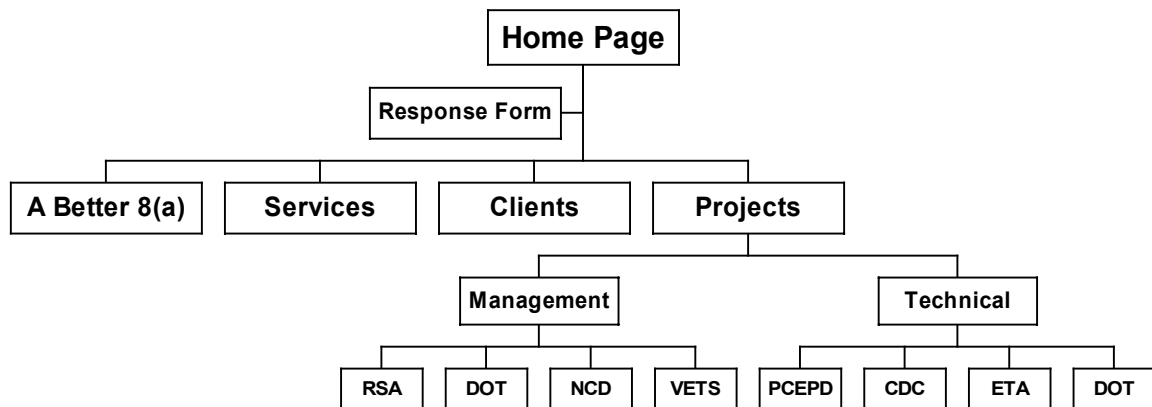 Home Page
Response Form
A Better 8(a) Services Clients Projects
Management Technical
RSA DOT NCD VETS PCEPD CDC ETA DOT